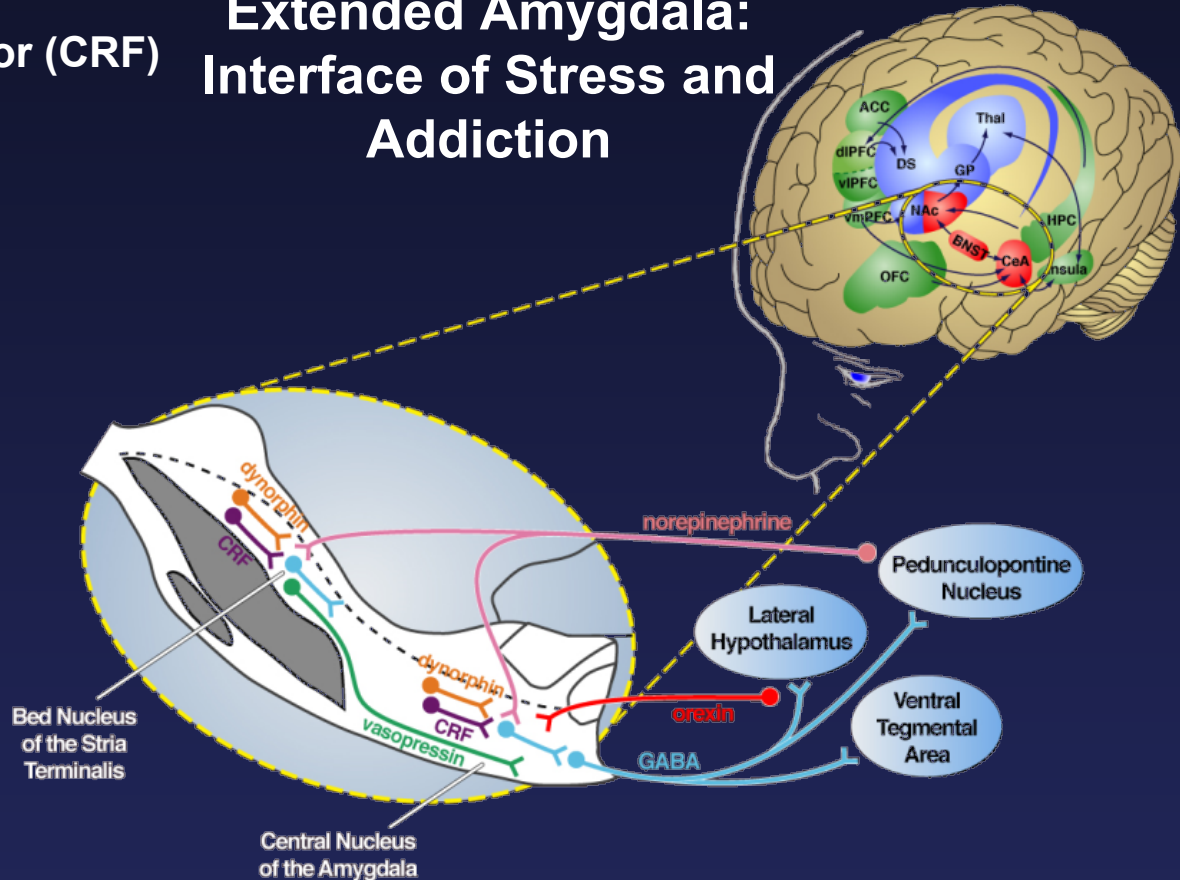 or (CRF)
Extended Amygdala:
Interface of Stress and
Addiction
ACC
Thal
dlPFC
DS
GP
vlPFC
vmPFC
NAc
HPC
BNST
CeA
nsula
OFC
dynorphin
CRF
norepinephrine
Pedunculopontine
Nucleus
Lateral
Hypothalamus
dynorphin
CRF
orexin
Ventral
Tegmental
Area
vasopressin
GABA
Bed Nucleus
of the Stria
Terminalis
Central Nucleus
of the Amygdala